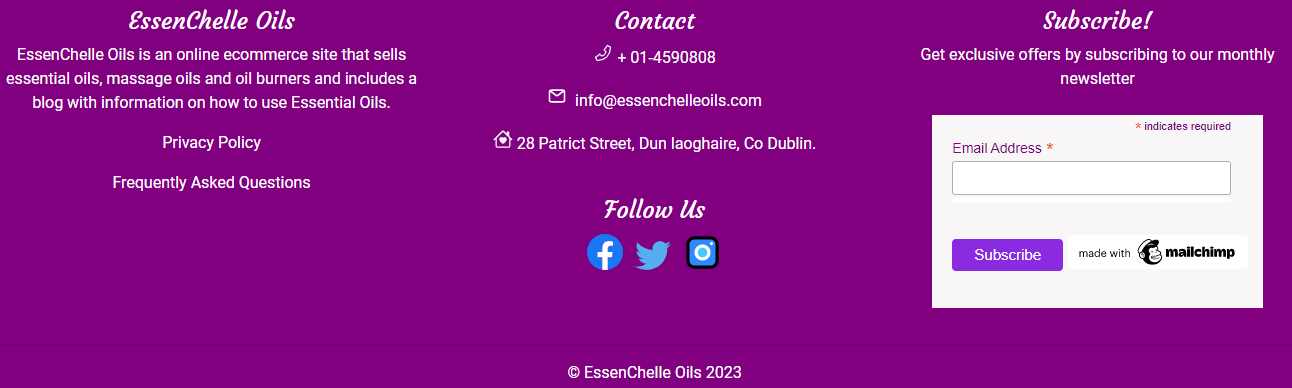 EssenChelle Oils
EssenChelle Oils is an online ecommerce site that sells
essential oils, massage oils and oil burners and includes a
blog with information on how to use Essential Oils.
Privacy Policy
Frequently Asked Questions
Contact
+ 01-4590808
info@essenchelleoils.com
28 Patrict Street, Dun laoghaire, Co Dublin.
Follow Us
Subscribe!
Get exclusive offers by subscribing to our monthly
newsletter
* indicates required
Email Address *
Subscribe
made with mailchimp
© EssenChelle Oils 2023